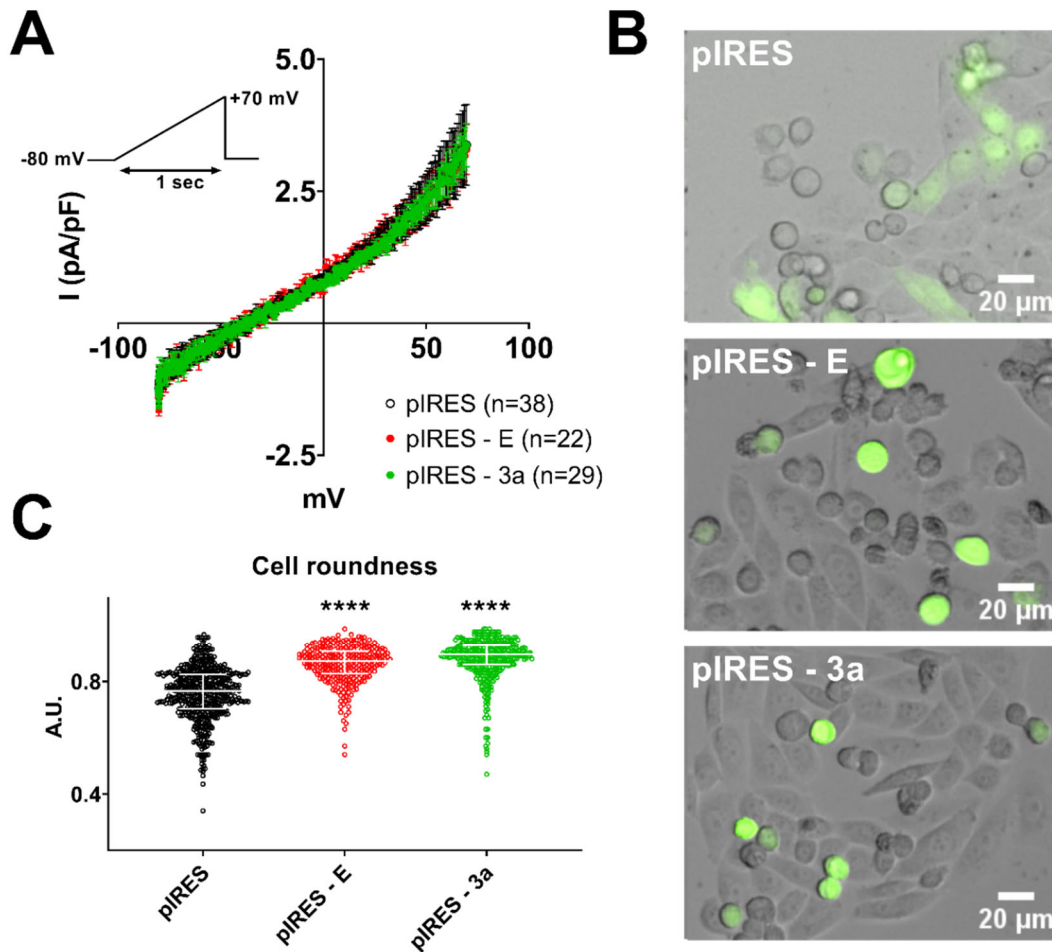 A
5.0
+70 mV
-80 mV
1 sec
2.5
I (pA/pF)
-100
50
100
-2.5
mV
pIRES (n=38)
pIRES - E (n=22)
pIRES - 3a (n=29)
B
pIRES
20 µm
pIRES - E
20 µm
pIRES - 3a
20 µm
C
Cell roundness
**** ****
0.8
A.U.
0.4
pIRES
pIRES - E
pIRES - 3a